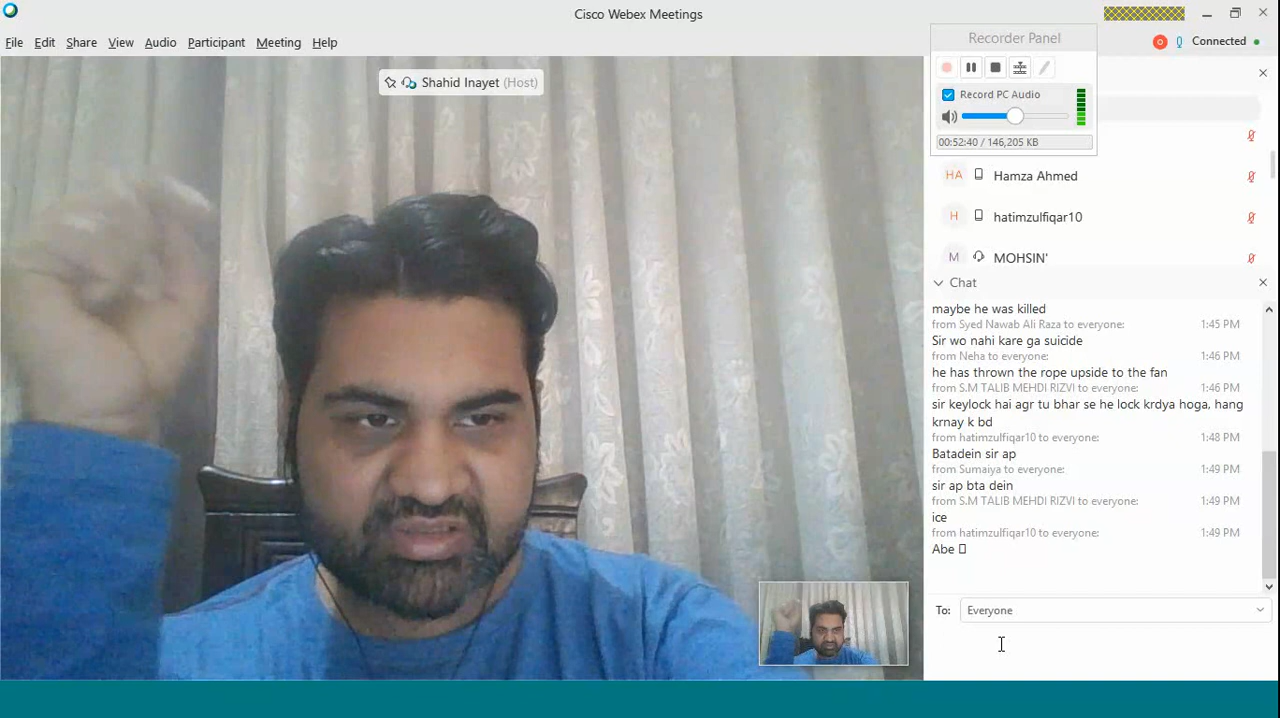 Cisco Webex Meetings
File Edit Share View Audio Participant Meeting Help
Connected
Recorder Panel
Record PC Audio
00:52:40 / 146,205 KB
Shahid Inayet (Host)
HA Hamza Ahmed
H hatimzulfiqar10
M MOHSIN'
Chat
maybe he was killed
from Syed Nawab Ali Raza to everyone: 1:45 PM
Sir wo nahi kare ga suicide
from Neha to everyone: 1:46 PM
he has thrown the rope upside to the fan
from S.M TALIB MEHDI RIZVI to everyone: 1:46 PM
sir keylock hai agr tu bhar se he lock krdya hoga, hang
krnay k bd
from hatimzulfiqar10 to everyone: 1:48 PM
Batadein sir ap
from Sumaiya to everyone: 1:49 PM
sir ap bta dein
from S.M TALIB MEHDI RIZVI to everyone: 1:49 PM
ice
from hatimzulfiqar10 to everyone: 1:49 PM
Abe
To: Everyone